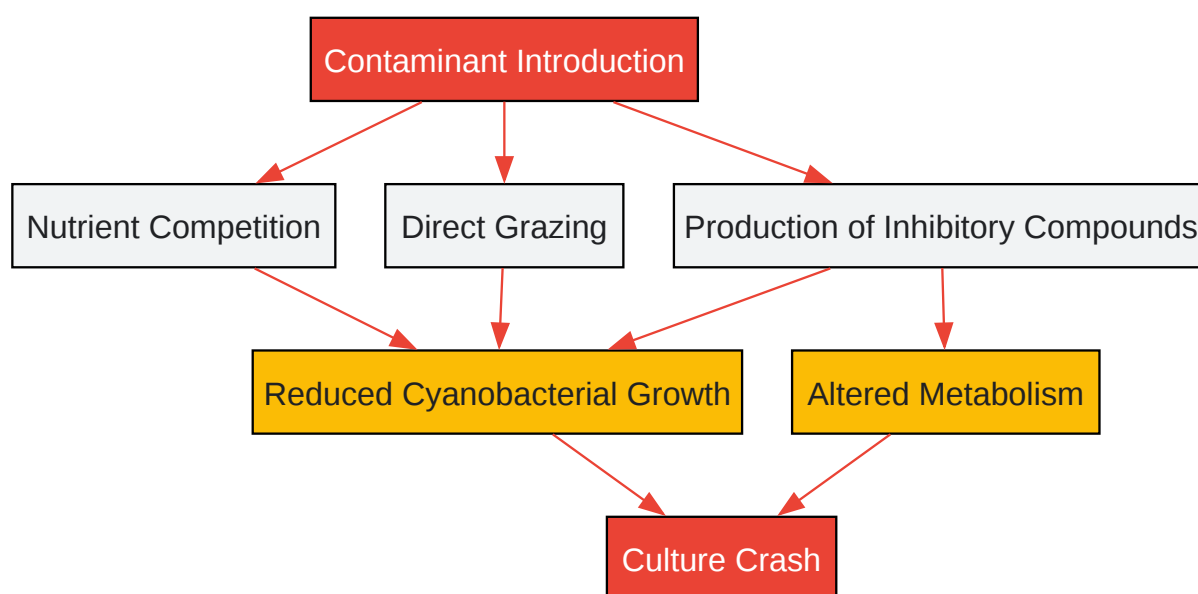 Contaminant Introduction
Nutrient Competition
Direct Grazing
Production of Inhibitory Compounds
Reduced Cyanobacterial Growth
Altered Metabolism
Culture Crash